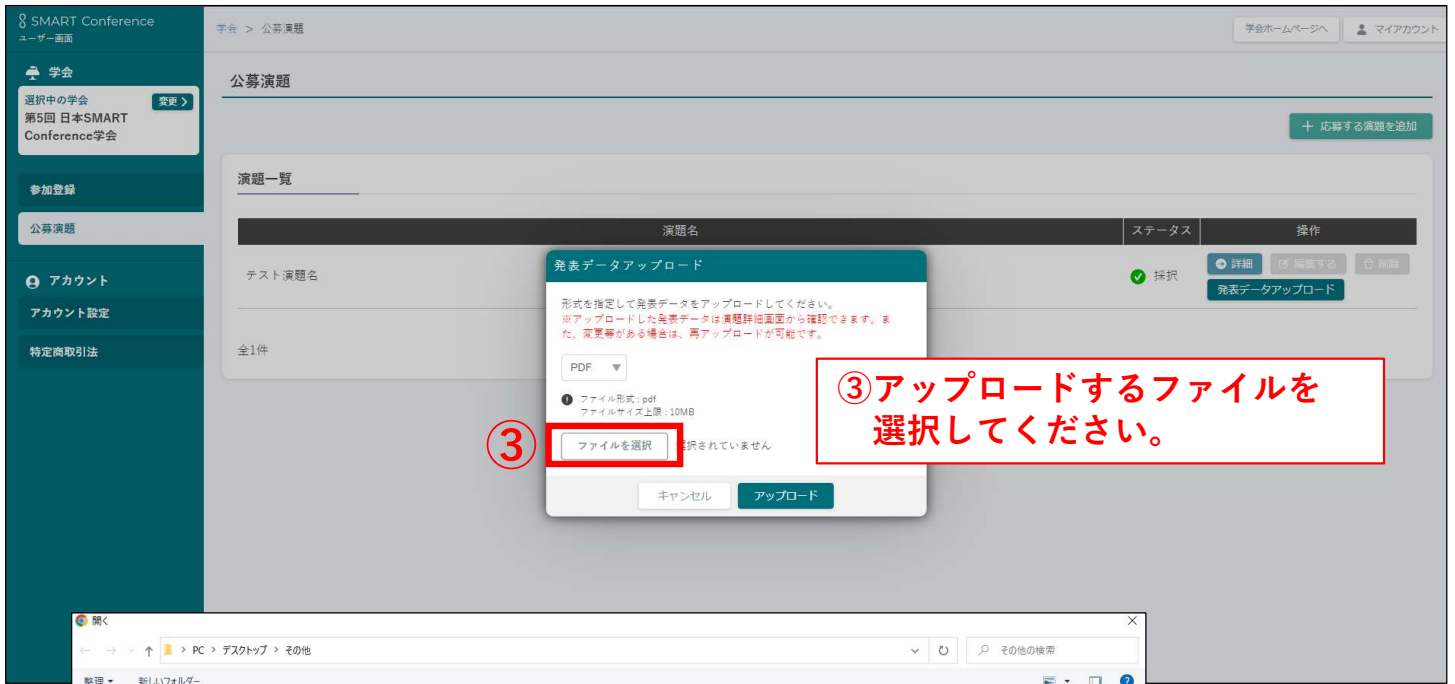 SMART Conference
ユーザー画面
学会 > 公募演題
学会ホームページへ
マイアカウント
学会
選択中の学会
変更 >
第5回 日本SMART
Conference学会
参加登録
公募演題
アカウント
アカウント設定
特定商取引法
公募演題
+ 応募する演題を追加
演題一覧
演題名
ステータス
操作
テスト演題名
採択
詳細
編集する
削除
発表データアップロード
全1件
発表データアップロード
形式を指定して発表データをアップロードしてください。
※アップロードした発表データは演題詳細画面から確認できます。ま
た、変更等がある場合は、再アップロードが可能です。
PDF
ファイル形式 : pdf
ファイルサイズ上限 : 10MB
③
ファイルを選択
択されていません
キャンセル
アップロード
③アップロードするファイルを
選択してください。
開く
> PC > デスクトップ > その他
その他の検索
整理
新しいフォルダー